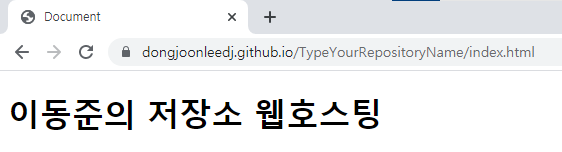 Document
dongjoonleedj.github.io/TypeYourRepositoryName/index.html
이동준의 저장소 웹호스팅